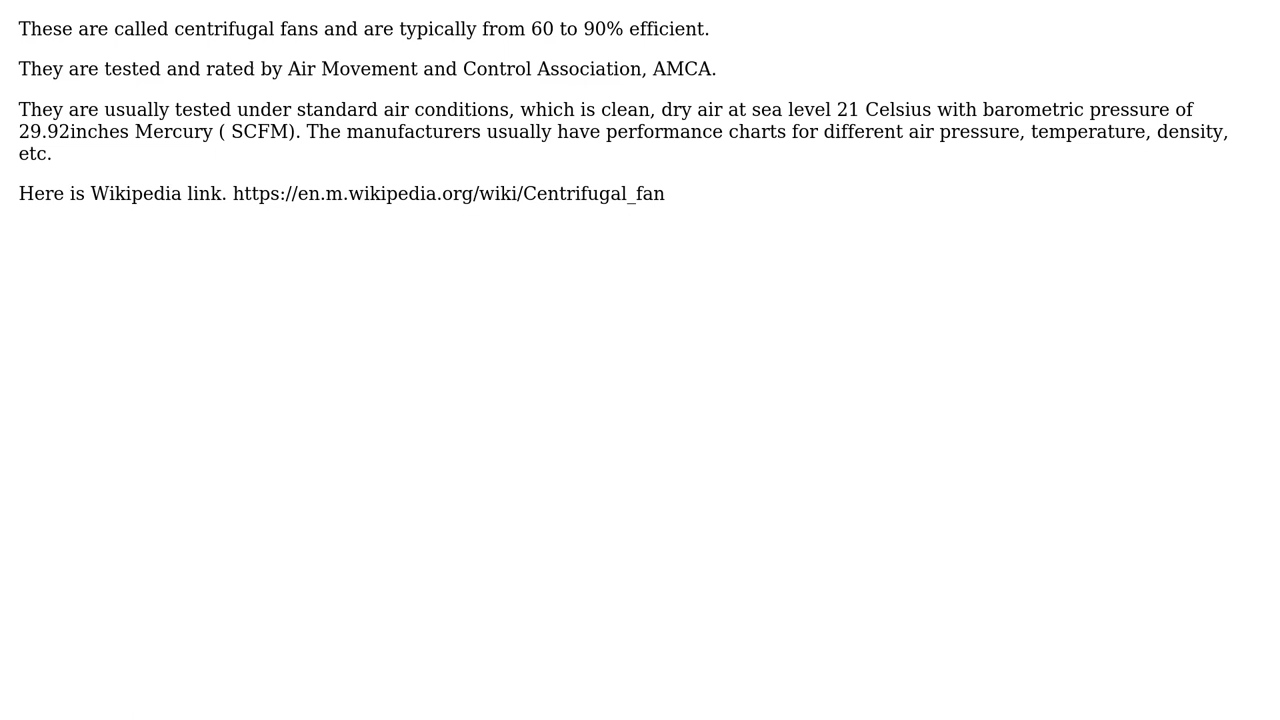 These are called centrifugal fans and are typically from 60 to 90% efficient.
They are tested and rated by Air Movement and Control Association, AMCA.
They are usually tested under standard air conditions, which is clean, dry air at sea level 21 Celsius with barometric pressure of
29.92inches Mercury ( SCFM). The manufacturers usually have performance charts for different air pressure, temperature, density,
etc.
Here is Wikipedia link. https://en.m.wikipedia.org/wiki/Centrifugal_fan